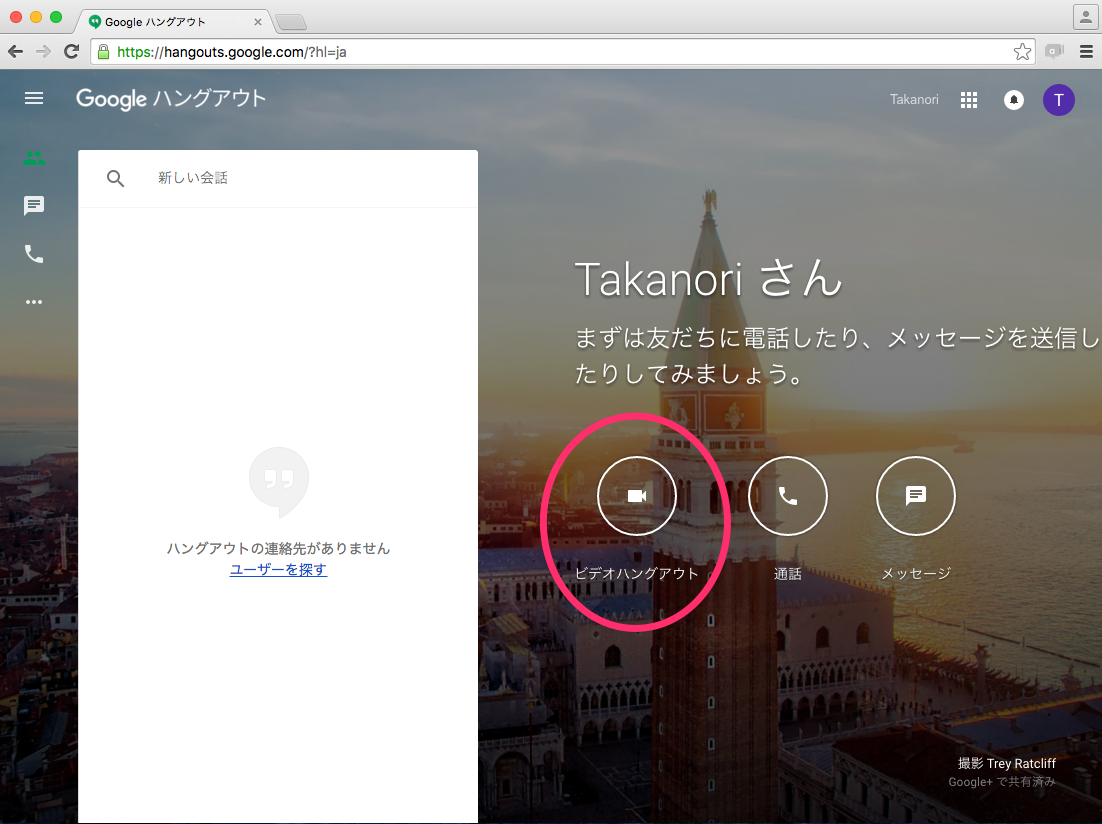 Google ハングアウト
https://hangouts.google.com/?hl=ja
Google ハングアウト
Takanori
T
新しい会話
Takanori さん
まずは友だちに電話したり、メッセージを送信し
たりしてみましょう。
ハングアウトの連絡先がありません
ユーザーを探す
ビデオハングアウト
通話
メッセージ
撮影 Trey Ratcliff
Google+ で共有済み